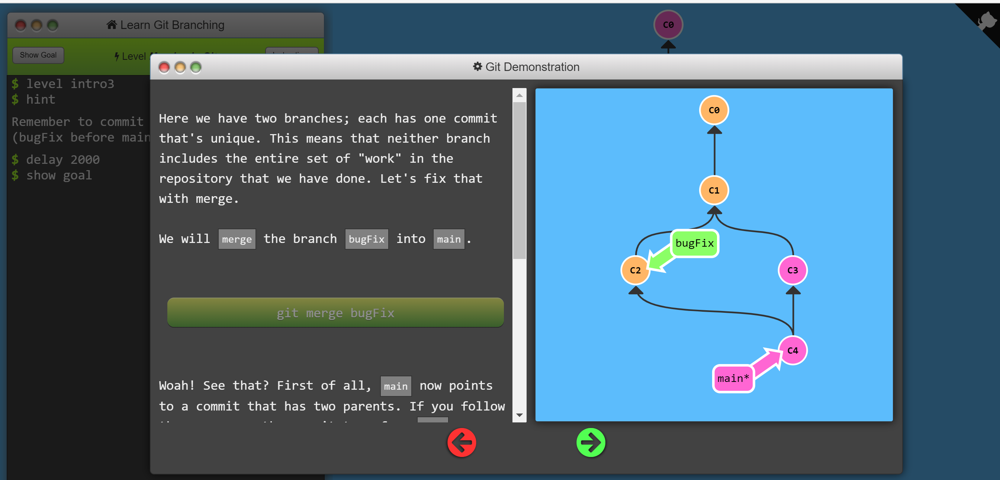 Learn Git Branching
C0
Show Goal
Level
$ level intro3
$ hint
Remember to commit
(bugFix before main
$ delay 2000
$ show goal
Git Demonstration
Here we have two branches; each has one commit
that's unique. This means that neither branch
includes the entire set of "work" in the
repository that we have done. Let's fix that
with merge.
We will merge the branch bugFix into main.
git merge bugFix
Woah! See that? First of all, main now points
to a commit that has two parents. If you follow
C0
C1
bugFix
C2
C3
C4
main*